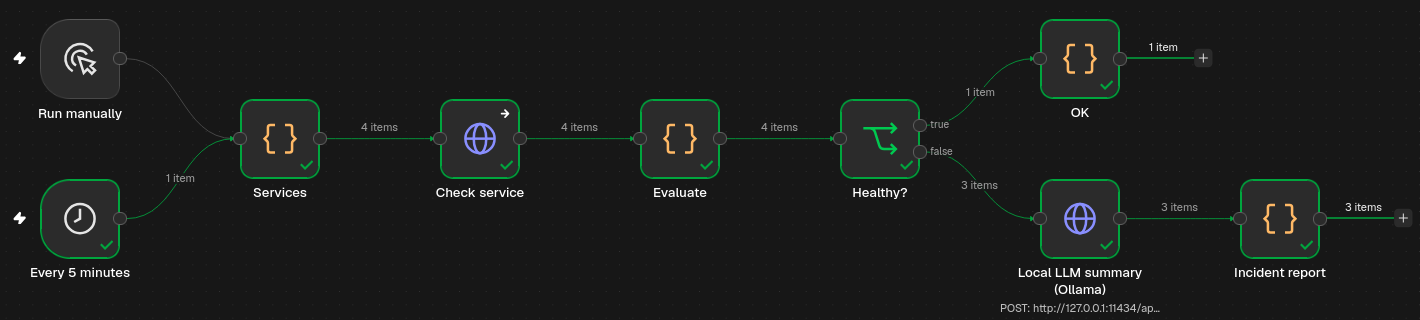 1 item
1 item
OK
Run manually
4 items
4 items
4 items
true
false
Services
Check service
Evaluate
Healthy?
1 item
3 items
3 items
3 items
Every 5 minutes
Local LLM summary
(Ollama)
Incident report
POST: http://127.0.0.1:11434/ap...